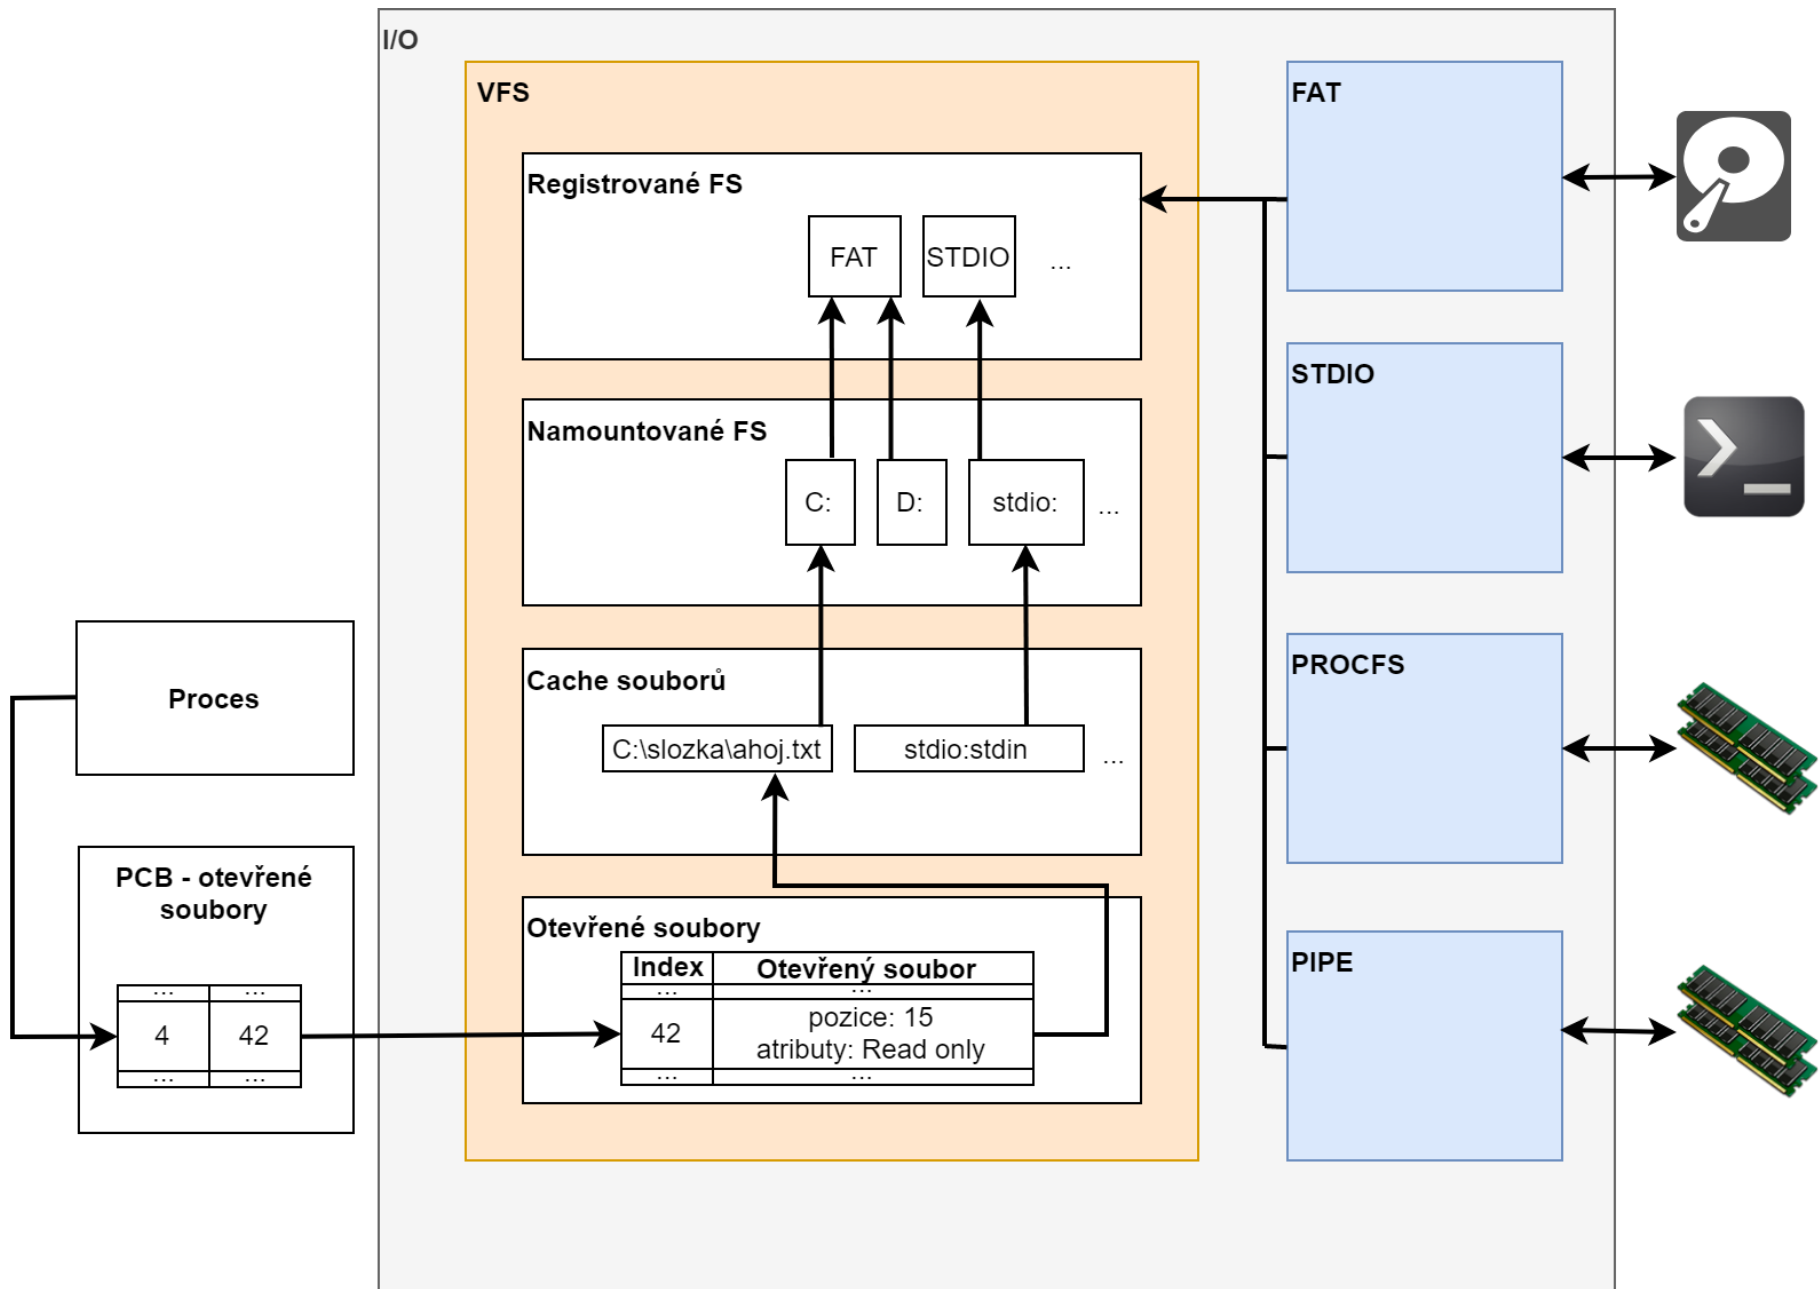 I/O
VFS
Registrované FS
FAT
STDIO
...
Namountované FS
C:
D:
stdio:
...
Cache souborů
C:\slozka\ahoj.txt
stdio:stdin
...
Otevřené soubory
Index
Otevřený soubor
...
...
42
pozice: 15
atributy: Read only
...
...
Proces
PCB - otevřené
soubory
...
...
4
42
...
...
FAT
STDIO
PROCFS
PIPE